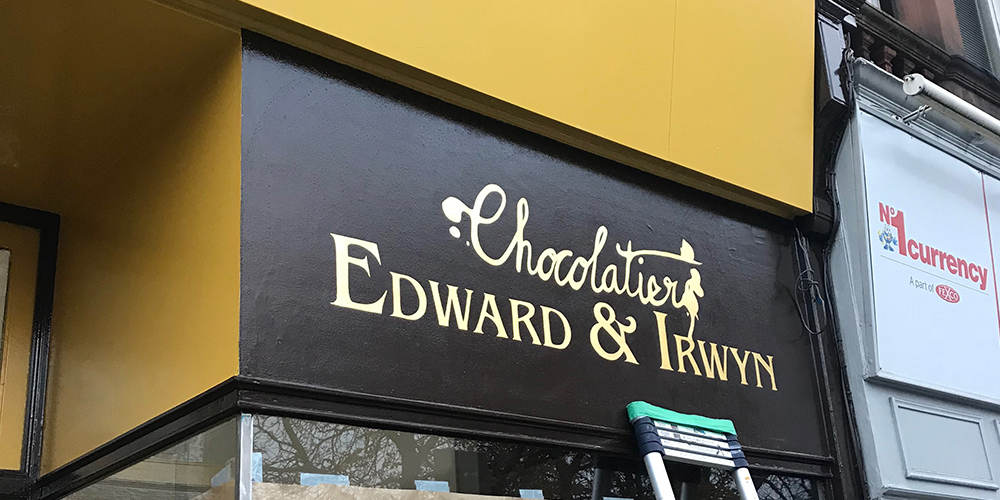 Chocolatier
EDWARD & IRWYN
Nº1 currency
A part of FEXCO